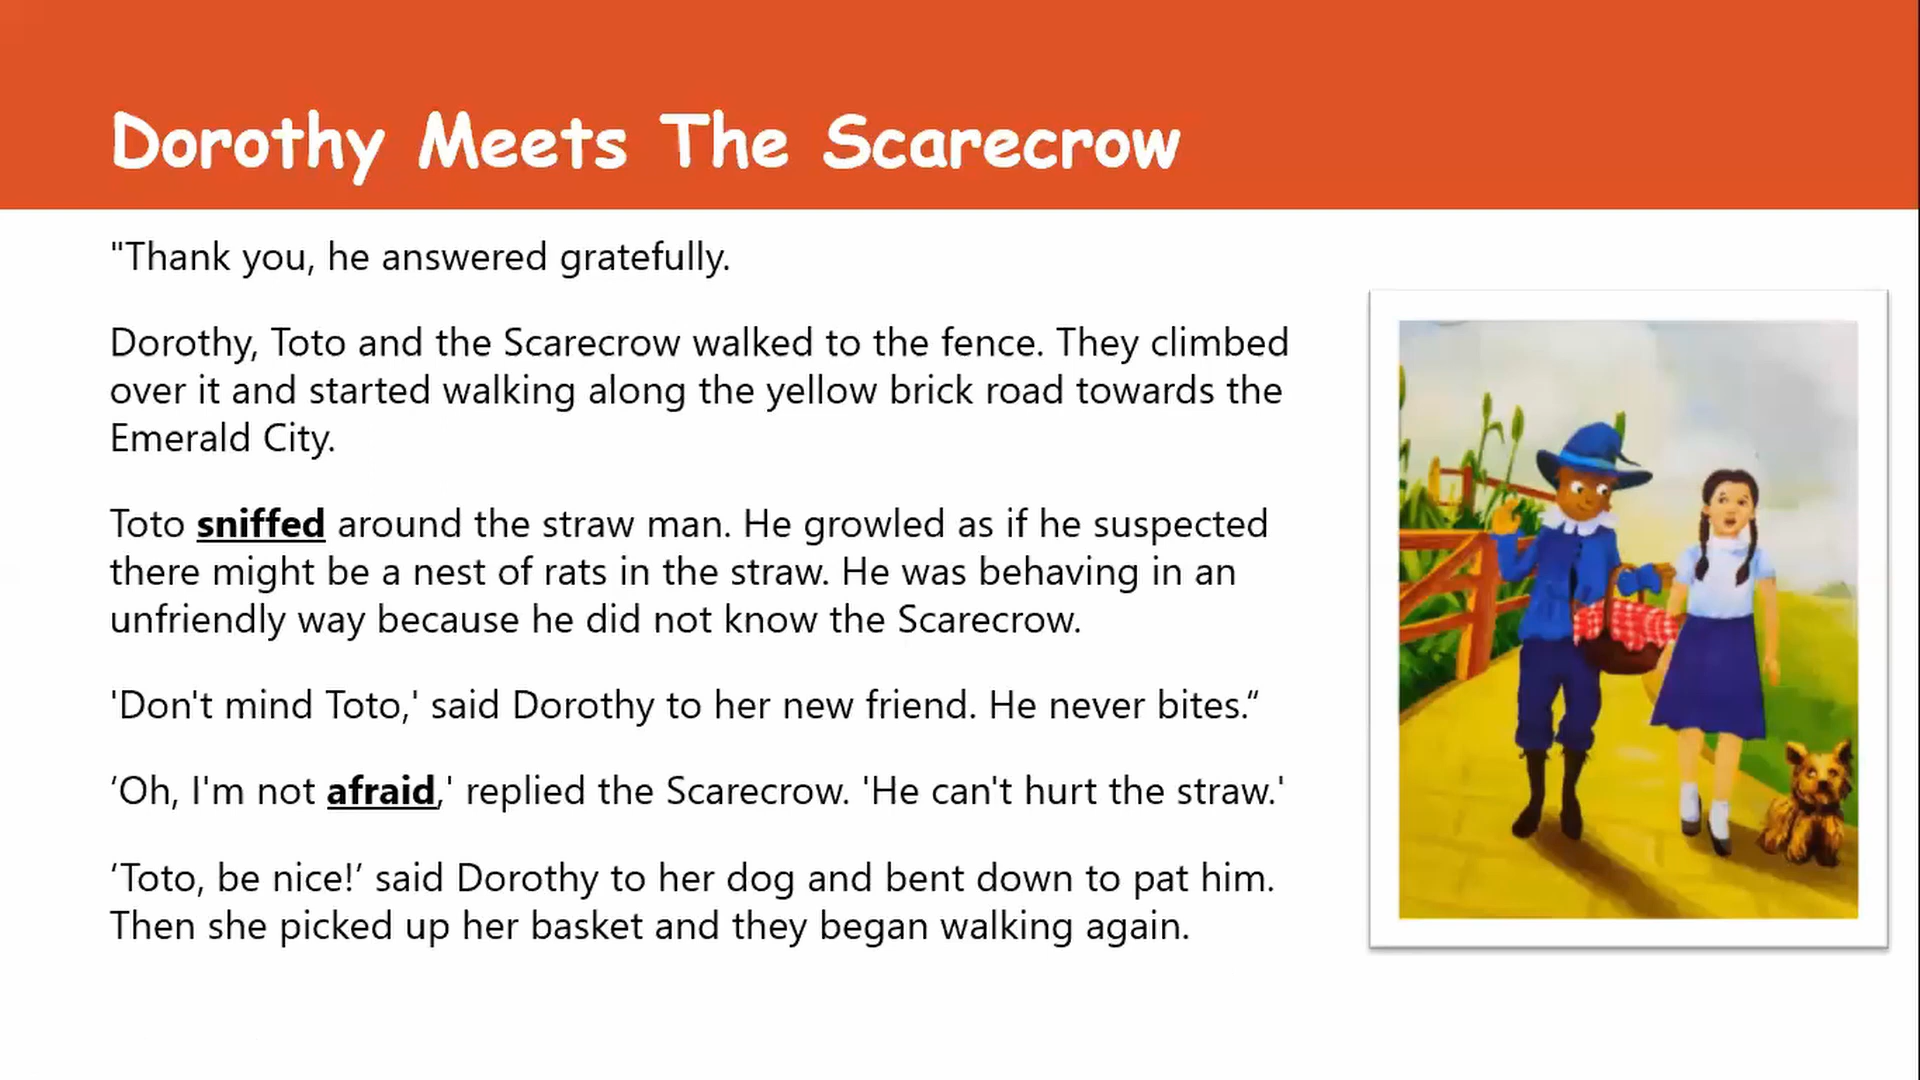 Dorothy Meets The Scarecrow
"Thank you, he answered gratefully.
Dorothy, Toto and the Scarecrow walked to the fence. They climbed
over it and started walking along the yellow brick road towards the
Emerald City.
Toto sniffed around the straw man. He growled as if he suspected
there might be a nest of rats in the straw. He was behaving in an
unfriendly way because he did not know the Scarecrow.
'Don't mind Toto,' said Dorothy to her new friend. He never bites.“
‘Oh, I'm not afraid,' replied the Scarecrow. 'He can't hurt the straw.'
‘Toto, be nice!’ said Dorothy to her dog and bent down to pat him.
Then she picked up her basket and they began walking again.